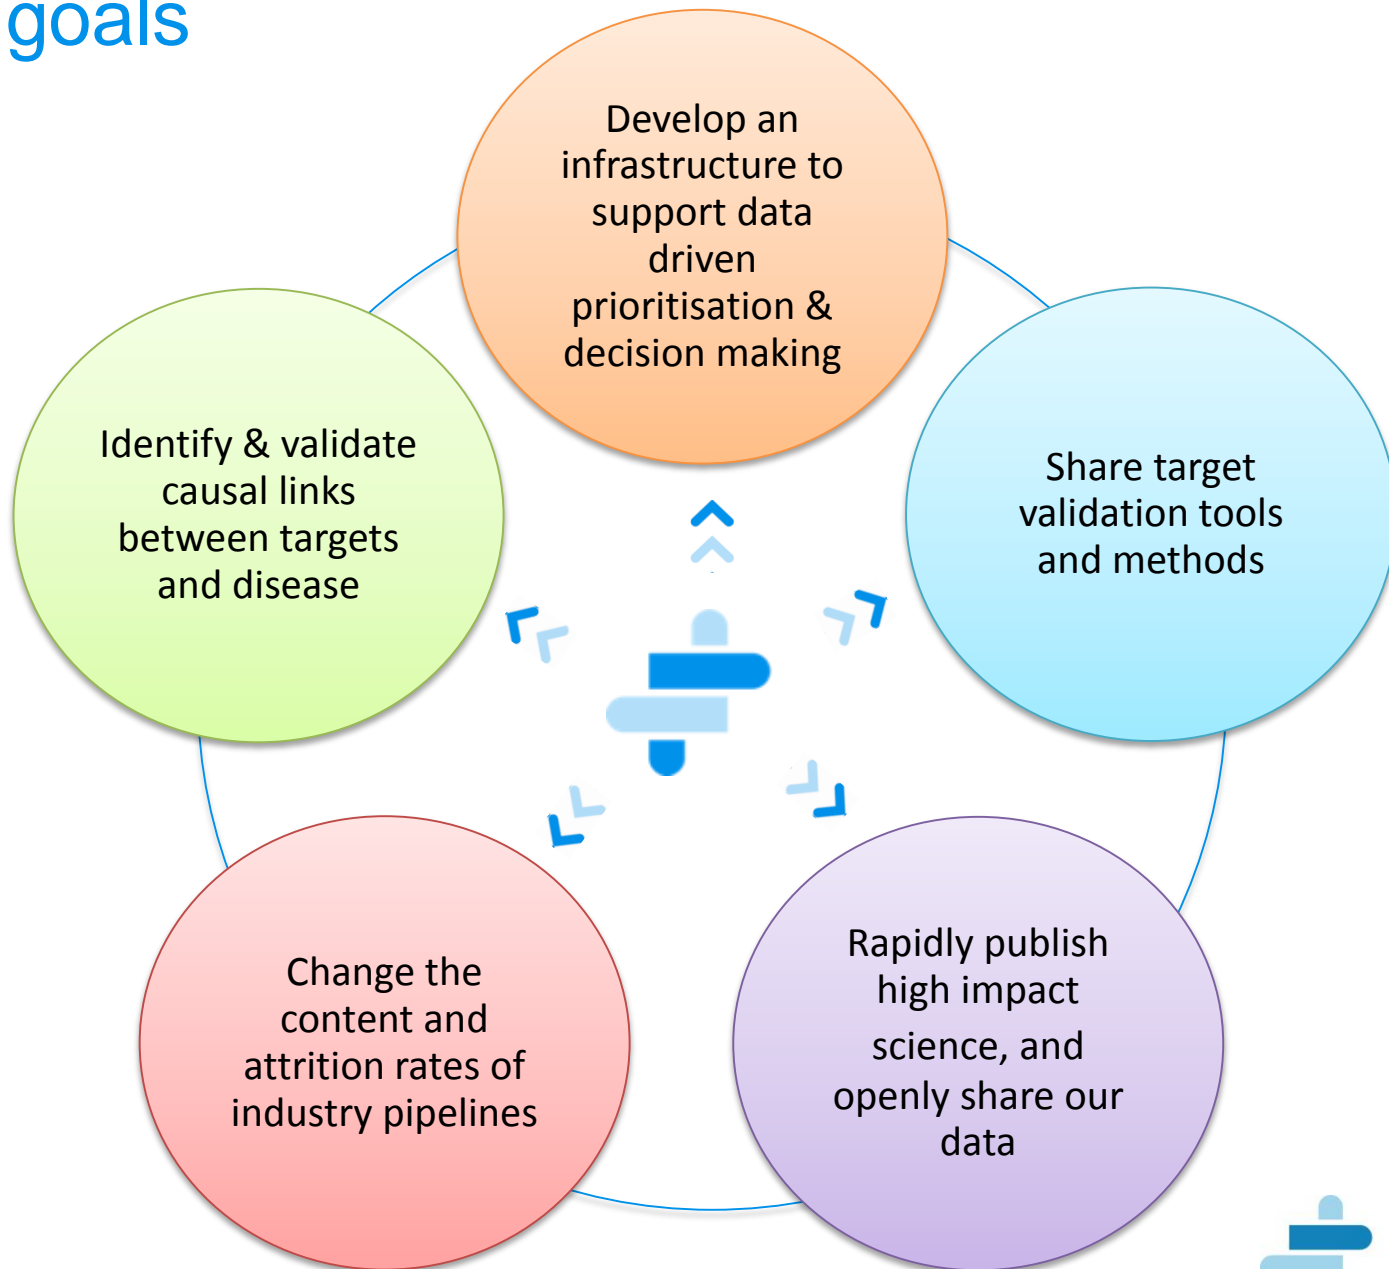 goals
Develop an
infrastructure to
support data
driven
prioritisation &
decision making
Identify & validate
causal links
between targets
and disease
Share target
validation tools
and methods
Change the
content and
attrition rates of
industry pipelines
Rapidly publish
high impact
science, and
openly share our
data